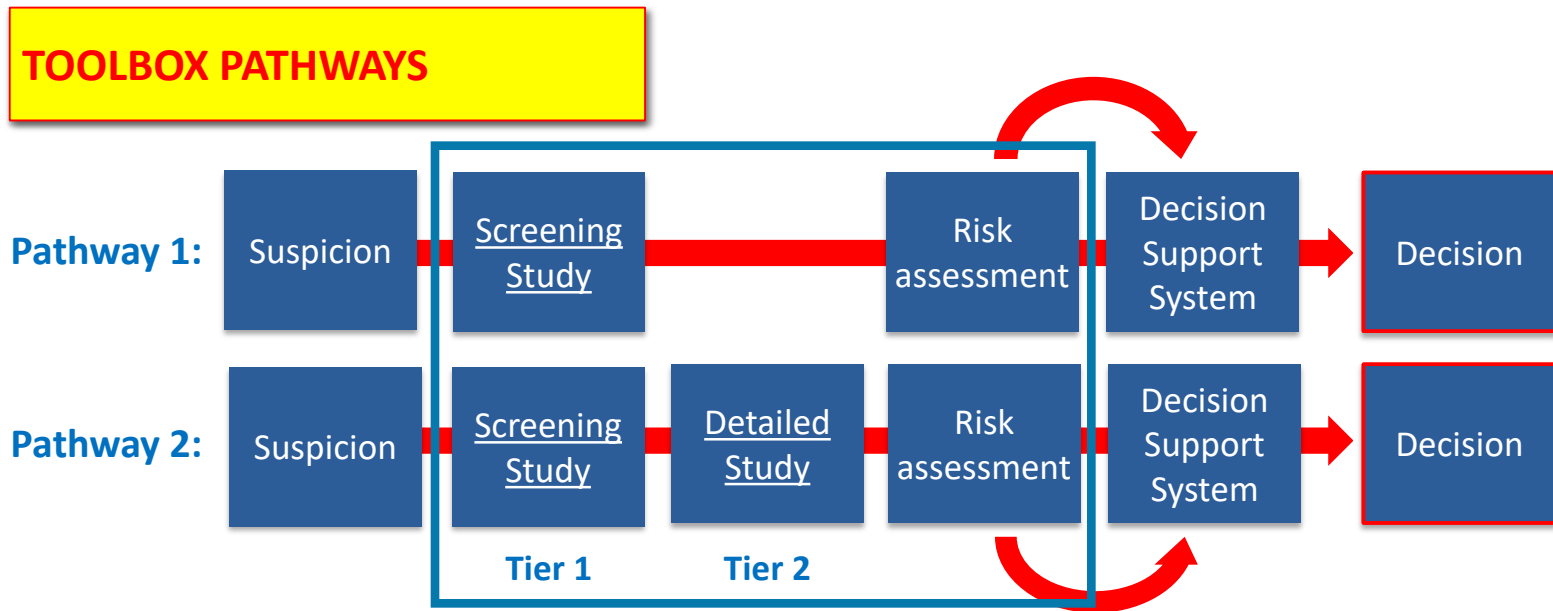 TOOLBOX PATHWAYS
Pathway 1:
Suspicion
Screening
Study
Risk
assessment
Decision
Support
System
Decision
Pathway 2:
Suspicion
Screening
Study
Detailed
Study
Risk
assessment
Decision
Support
System
Decision
Tier 1
Tier 2